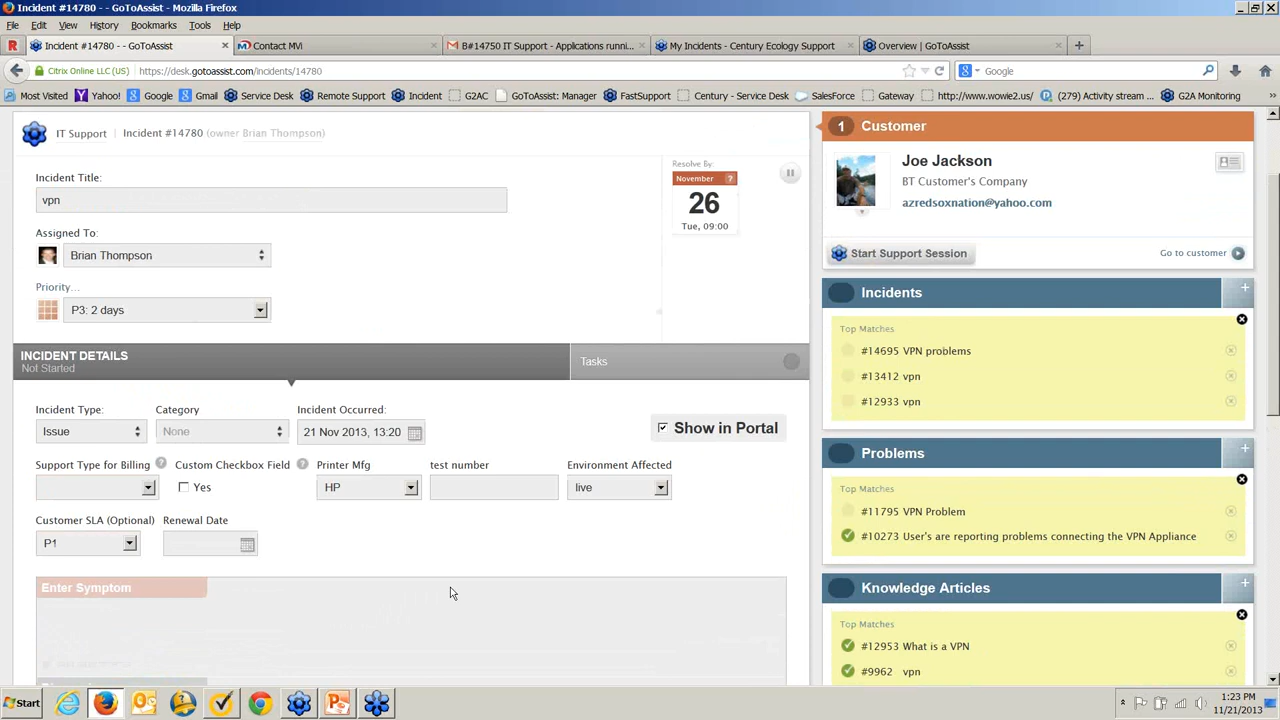 Incident #14780 - - GoToAssist - Mozilla Firefox
File Edit View History Bookmarks Tools Help
Incident #14780 - - GoToAssist
Contact MVi
B#14750 IT Support - Applications runni...
My Incidents - Century Ecology Support
Overview | GoToAssist
Citrix Online LLC (US) https://desk.gotoassist.com/incidents/14780
Google
Most Visited Yahoo! Google Gmail Service Desk Remote Support Incident G2AC GoToAssist: Manager FastSupport Century - Service Desk SalesForce Gateway http://www.wowie2.us/ (279) Activity stream ... G2A Monitoring
IT Support Incident #14780 (owner Brian Thompson)
Incident Title:
vpn
Assigned To:
Brian Thompson
Priority...
P3: 2 days
Resolve By:
November ?
26
Tue, 09:00
INCIDENT DETAILS
Not Started
Tasks
Incident Type: Category Incident Occurred:
Issue None 21 Nov 2013, 13:20
Show in Portal
Support Type for Billing ? Custom Checkbox Field ? Printer Mfg test number Environment Affected
Yes HP live
Customer SLA (Optional) Renewal Date
P1
Enter Symptom
1 Customer
Joe Jackson
BT Customer's Company
azredsoxnation@yahoo.com
Start Support Session
Go to customer
Incidents +
Top Matches
#14695 VPN problems
#13412 vpn
#12933 vpn
Problems +
Top Matches
#11795 VPN Problem
#10273 User's are reporting problems connecting the VPN Appliance
Knowledge Articles +
Top Matches
#12953 What is a VPN
#9962 vpn
Start
1:23 PM
11/21/2013